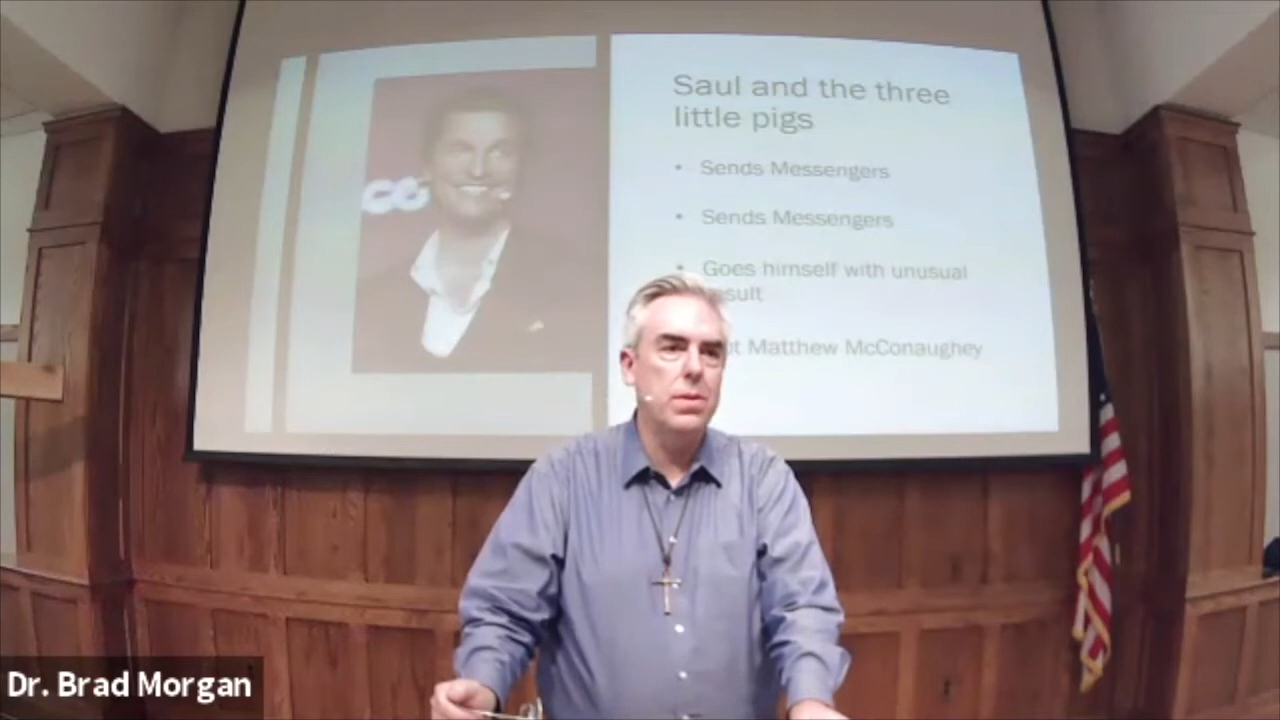 Saul and the three
little pigs
• Sends Messengers
• Sends Messengers
• Goes himself with unusual
Matthew McConaughey
Dr. Brad Morgan